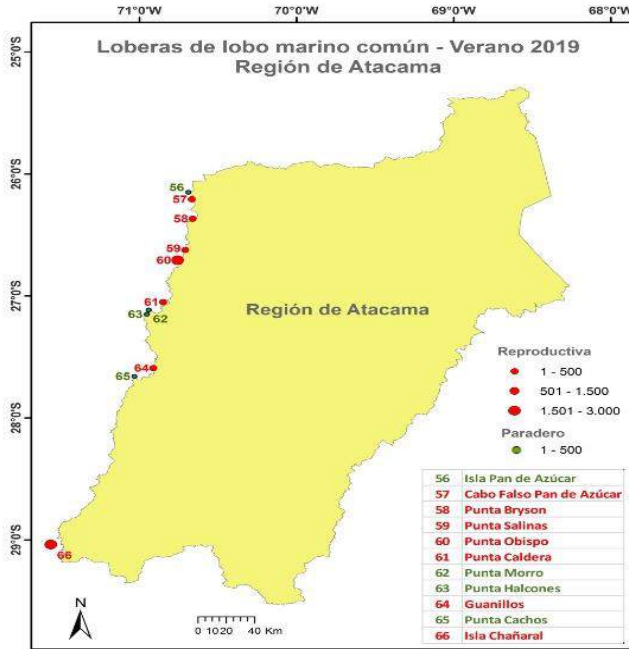 71°0'W 70°0'W 69°0'W 68°0'W
Loberas de lobo marino común - Verano 2019
Región de Atacama
25°0'S
26°0'S
27°0'S
28°0'S
29°0'S
56
57
58
59
60
61
63 62
64
65
66
Región de Atacama
Reproductiva
1 - 500
501 - 1.500
1.501 - 3.000
Paradero
1 - 500
56 Isla Pan de Azúcar
57 Cabo Falso Pan de Azúcar
58 Punta Bryson
59 Punta Salinas
60 Punta Obispo
61 Punta Caldera
62 Punta Morro
63 Punta Halcones
64 Guanillos
65 Punta Cachos
66 Isla Chañaral
N
0 10 20 40 Km